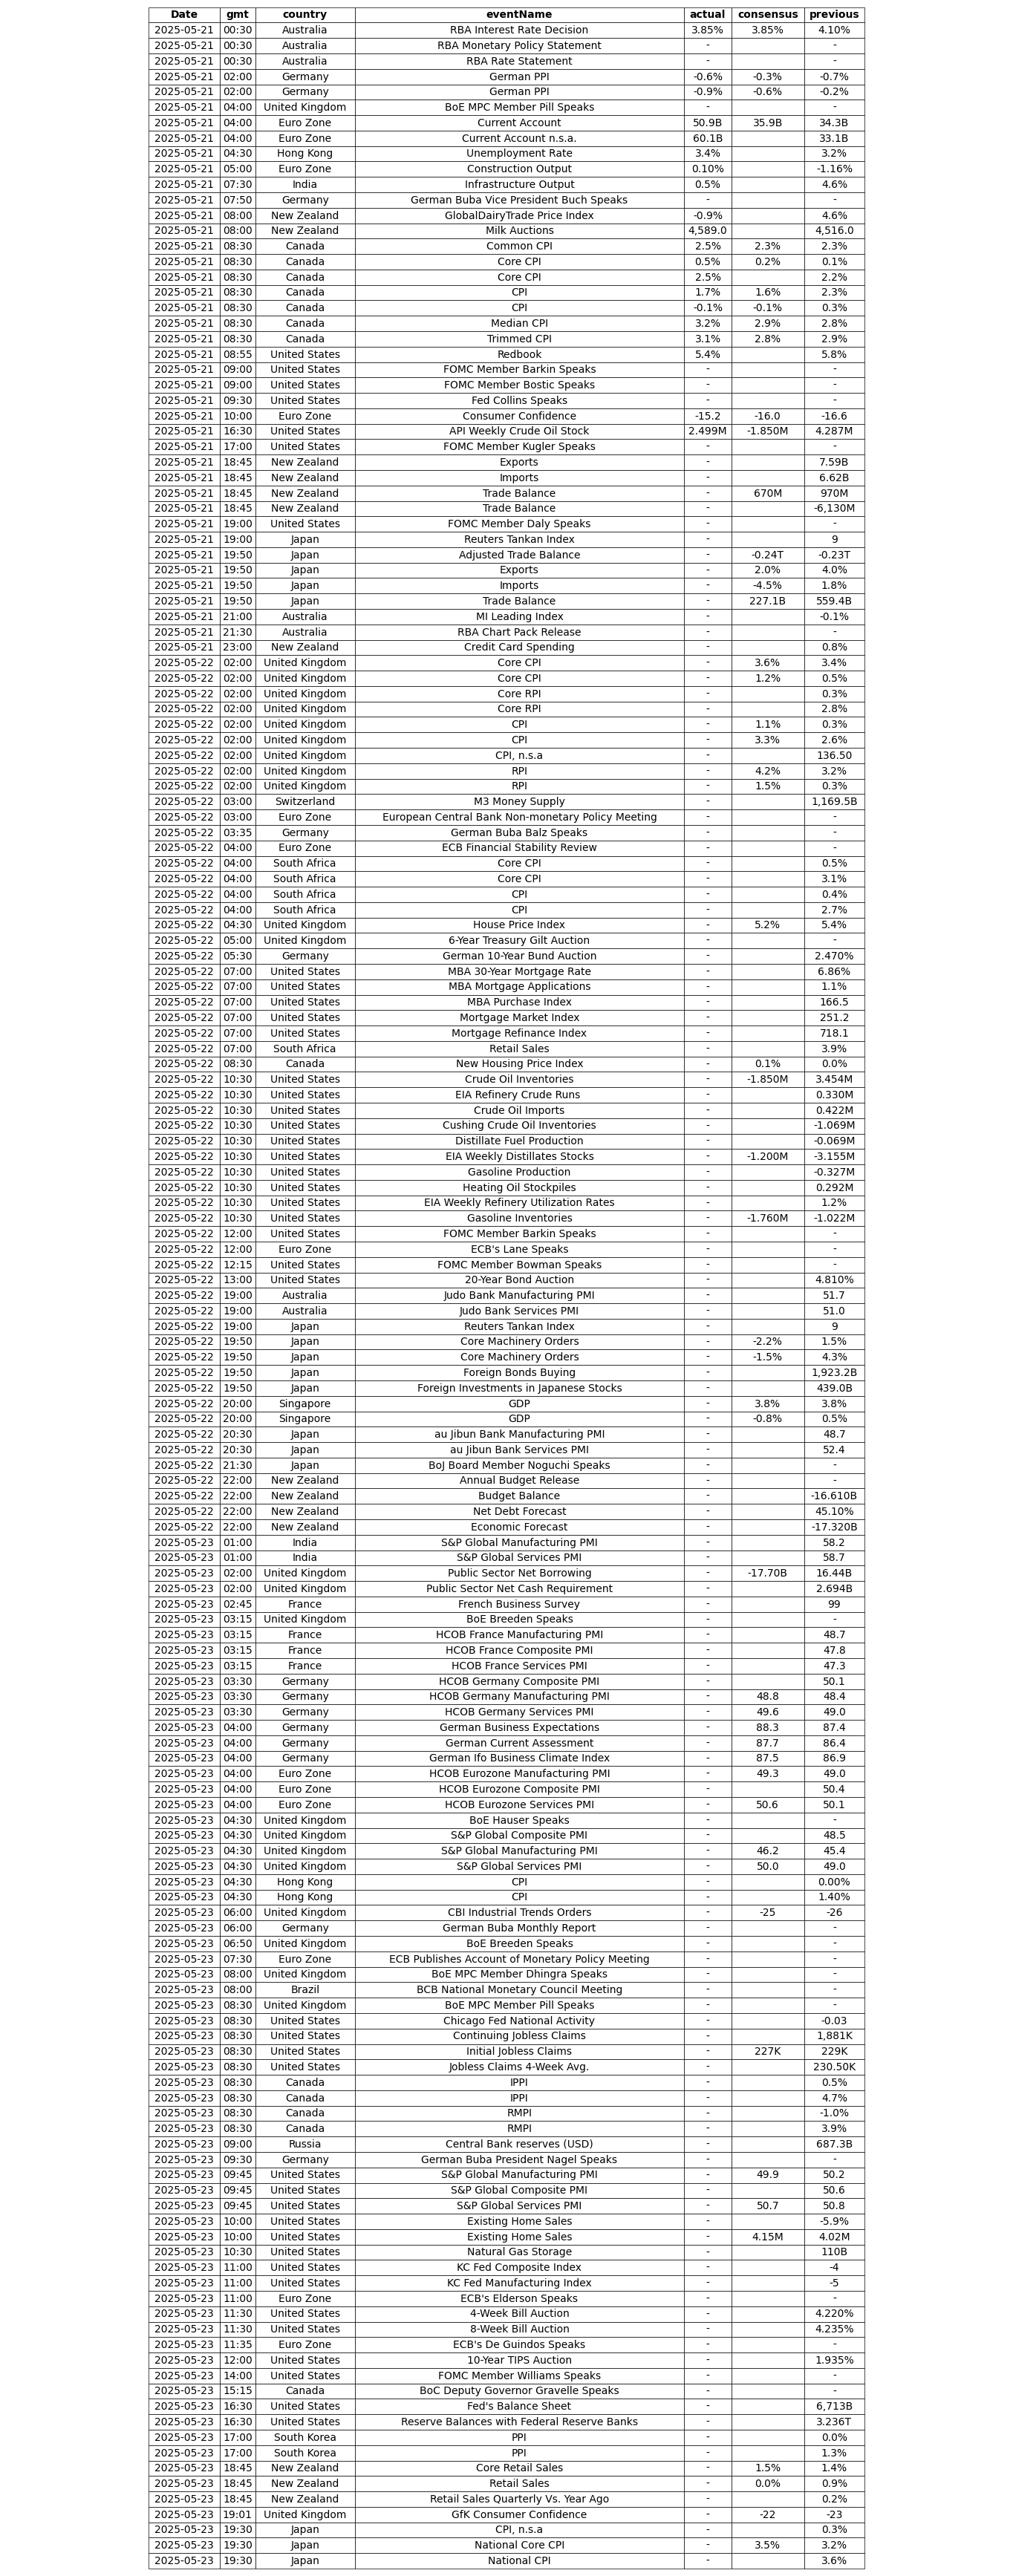 Date gmt country eventName actual consensus previous
2025-05-21 00:30 Australia RBA Interest Rate Decision 3.85% 3.85% 4.10%
2025-05-21 00:30 Australia RBA Monetary Policy Statement - -
2025-05-21 00:30 Australia RBA Rate Statement - -
2025-05-21 02:00 Germany German PPI -0.6% -0.3% -0.7%
2025-05-21 02:00 Germany German PPI -0.9% -0.6% -0.2%
2025-05-21 04:00 United Kingdom BoE MPC Member Pill Speaks - -
2025-05-21 04:00 Euro Zone Current Account 50.9B 35.9B 34.3B
2025-05-21 04:00 Euro Zone Current Account n.s.a. 60.1B 33.1B
2025-05-21 04:30 Hong Kong Unemployment Rate 3.4% 3.2%
2025-05-21 05:00 Euro Zone Construction Output 0.10% -1.16%
2025-05-21 07:30 India Infrastructure Output 0.5% 4.6%
2025-05-21 07:50 Germany German Buba Vice President Buch Speaks - -
2025-05-21 08:00 New Zealand GlobalDairyTrade Price Index -0.9% 4.6%
2025-05-21 08:00 New Zealand Milk Auctions 4,589.0 4,516.0
2025-05-21 08:30 Canada Common CPI 2.5% 2.3% 2.3%
2025-05-21 08:30 Canada Core CPI 0.5% 0.2% 0.1%
2025-05-21 08:30 Canada Core CPI 2.5% 2.2%
2025-05-21 08:30 Canada CPI 1.7% 1.6% 2.3%
2025-05-21 08:30 Canada CPI -0.1% -0.1% 0.3%
2025-05-21 08:30 Canada Median CPI 3.2% 2.9% 2.8%
2025-05-21 08:30 Canada Trimmed CPI 3.1% 2.8% 2.9%
2025-05-21 08:55 United States Redbook 5.4% 5.8%
2025-05-21 09:00 United States FOMC Member Barkin Speaks - -
2025-05-21 09:00 United States FOMC Member Bostic Speaks - -
2025-05-21 09:30 United States Fed Collins Speaks - -
2025-05-21 10:00 Euro Zone Consumer Confidence -15.2 -16.0 -16.6
2025-05-21 16:30 United States API Weekly Crude Oil Stock 2.499M -1.850M 4.287M
2025-05-21 17:00 United States FOMC Member Kugler Speaks - -
2025-05-21 18:45 New Zealand Exports - 7.59B
2025-05-21 18:45 New Zealand Imports - 6.62B
2025-05-21 18:45 New Zealand Trade Balance - 670M 970M
2025-05-21 18:45 New Zealand Trade Balance - -6,130M
2025-05-21 19:00 United States FOMC Member Daly Speaks - -
2025-05-21 19:00 Japan Reuters Tankan Index - 9
2025-05-21 19:50 Japan Adjusted Trade Balance - -0.24T -0.23T
2025-05-21 19:50 Japan Exports - 2.0% 4.0%
2025-05-21 19:50 Japan Imports - -4.5% 1.8%
2025-05-21 19:50 Japan Trade Balance - 227.1B 559.4B
2025-05-21 21:00 Australia MI Leading Index - -0.1%
2025-05-21 21:30 Australia RBA Chart Pack Release - -
2025-05-21 23:00 New Zealand Credit Card Spending - 0.8%
2025-05-22 02:00 United Kingdom Core CPI - 3.6% 3.4%
2025-05-22 02:00 United Kingdom Core CPI - 1.2% 0.5%
2025-05-22 02:00 United Kingdom Core RPI - 0.3%
2025-05-22 02:00 United Kingdom Core RPI - 2.8%
2025-05-22 02:00 United Kingdom CPI - 1.1% 0.3%
2025-05-22 02:00 United Kingdom CPI - 3.3% 2.6%
2025-05-22 02:00 United Kingdom CPI, n.s.a - 136.50
2025-05-22 02:00 United Kingdom RPI - 4.2% 3.2%
2025-05-22 02:00 United Kingdom RPI - 1.5% 0.3%
2025-05-22 03:00 Switzerland M3 Money Supply - 1,169.5B
2025-05-22 03:00 Euro Zone European Central Bank Non-monetary Policy Meeting - -
2025-05-22 03:35 Germany German Buba Balz Speaks - -
2025-05-22 04:00 Euro Zone ECB Financial Stability Review - -
2025-05-22 04:00 South Africa Core CPI - 0.5%
2025-05-22 04:00 South Africa Core CPI - 3.1%
2025-05-22 04:00 South Africa CPI - 0.4%
2025-05-22 04:00 South Africa CPI - 2.7%
2025-05-22 04:30 United Kingdom House Price Index - 5.2% 5.4%
2025-05-22 05:00 United Kingdom 6-Year Treasury Gilt Auction - -
2025-05-22 05:30 Germany German 10-Year Bund Auction - 2.470%
2025-05-22 07:00 United States MBA 30-Year Mortgage Rate - 6.86%
2025-05-22 07:00 United States MBA Mortgage Applications - 1.1%
2025-05-22 07:00 United States MBA Purchase Index - 166.5
2025-05-22 07:00 United States Mortgage Market Index - 251.2
2025-05-22 07:00 United States Mortgage Refinance Index - 718.1
2025-05-22 07:00 South Africa Retail Sales - 3.9%
2025-05-22 08:30 Canada New Housing Price Index - 0.1% 0.0%
2025-05-22 10:30 United States Crude Oil Inventories - -1.850M 3.454M
2025-05-22 10:30 United States EIA Refinery Crude Runs - 0.330M
2025-05-22 10:30 United States Crude Oil Imports - 0.422M
2025-05-22 10:30 United States Cushing Crude Oil Inventories - -1.069M
2025-05-22 10:30 United States Distillate Fuel Production - -0.069M
2025-05-22 10:30 United States EIA Weekly Distillates Stocks - -1.200M -3.155M
2025-05-22 10:30 United States Gasoline Production - -0.327M
2025-05-22 10:30 United States Heating Oil Stockpiles - 0.292M
2025-05-22 10:30 United States EIA Weekly Refinery Utilization Rates - 1.2%
2025-05-22 10:30 United States Gasoline Inventories - -1.760M -1.022M
2025-05-22 12:00 United States FOMC Member Barkin Speaks - -
2025-05-22 12:00 Euro Zone ECB's Lane Speaks - -
2025-05-22 12:15 United States FOMC Member Bowman Speaks - -
2025-05-22 13:00 United States 20-Year Bond Auction - 4.810%
2025-05-22 19:00 Australia Judo Bank Manufacturing PMI - 51.7
2025-05-22 19:00 Australia Judo Bank Services PMI - 51.0
2025-05-22 19:00 Japan Reuters Tankan Index - 9
2025-05-22 19:50 Japan Core Machinery Orders - -2.2% 1.5%
2025-05-22 19:50 Japan Core Machinery Orders - -1.5% 4.3%
2025-05-22 19:50 Japan Foreign Bonds Buying - 1,923.2B
2025-05-22 19:50 Japan Foreign Investments in Japanese Stocks - 439.0B
2025-05-22 20:00 Singapore GDP - 3.8% 3.8%
2025-05-22 20:00 Singapore GDP - -0.8% 0.5%
2025-05-22 20:30 Japan au Jibun Bank Manufacturing PMI - 48.7
2025-05-22 20:30 Japan au Jibun Bank Services PMI - 52.4
2025-05-22 21:30 Japan BoJ Board Member Noguchi Speaks - -
2025-05-22 22:00 New Zealand Annual Budget Release - -
2025-05-22 22:00 New Zealand Budget Balance - -16.610B
2025-05-22 22:00 New Zealand Net Debt Forecast - 45.10%
2025-05-22 22:00 New Zealand Economic Forecast - -17.320B
2025-05-23 01:00 India S&P Global Manufacturing PMI - 58.2
2025-05-23 01:00 India S&P Global Services PMI - 58.7
2025-05-23 02:00 United Kingdom Public Sector Net Borrowing - -17.70B 16.44B
2025-05-23 02:00 United Kingdom Public Sector Net Cash Requirement - 2.694B
2025-05-23 02:45 France French Business Survey - 99
2025-05-23 03:15 United Kingdom BoE Breeden Speaks - -
2025-05-23 03:15 France HCOB France Manufacturing PMI - 48.7
2025-05-23 03:15 France HCOB France Composite PMI - 47.8
2025-05-23 03:15 France HCOB France Services PMI - 47.3
2025-05-23 03:30 Germany HCOB Germany Composite PMI - 50.1
2025-05-23 03:30 Germany HCOB Germany Manufacturing PMI - 48.8 48.4
2025-05-23 03:30 Germany HCOB Germany Services PMI - 49.6 49.0
2025-05-23 04:00 Germany German Business Expectations - 88.3 87.4
2025-05-23 04:00 Germany German Current Assessment - 87.7 86.4
2025-05-23 04:00 Germany German Ifo Business Climate Index - 87.5 86.9
2025-05-23 04:00 Euro Zone HCOB Eurozone Manufacturing PMI - 49.3 49.0
2025-05-23 04:00 Euro Zone HCOB Eurozone Composite PMI - 50.4
2025-05-23 04:00 Euro Zone HCOB Eurozone Services PMI - 50.6 50.1
2025-05-23 04:30 United Kingdom BoE Hauser Speaks - -
2025-05-23 04:30 United Kingdom S&P Global Composite PMI - 48.5
2025-05-23 04:30 United Kingdom S&P Global Manufacturing PMI - 46.2 45.4
2025-05-23 04:30 United Kingdom S&P Global Services PMI - 50.0 49.0
2025-05-23 04:30 Hong Kong CPI - 0.00%
2025-05-23 04:30 Hong Kong CPI - 1.40%
2025-05-23 06:00 United Kingdom CBI Industrial Trends Orders - -25 -26
2025-05-23 06:00 Germany German Buba Monthly Report - -
2025-05-23 06:50 United Kingdom BoE Breeden Speaks - -
2025-05-23 07:30 Euro Zone ECB Publishes Account of Monetary Policy Meeting - -
2025-05-23 08:00 United Kingdom BoE MPC Member Dhingra Speaks - -
2025-05-23 08:00 Brazil BCB National Monetary Council Meeting - -
2025-05-23 08:30 United Kingdom BoE MPC Member Pill Speaks - -
2025-05-23 08:30 United States Chicago Fed National Activity - -0.03
2025-05-23 08:30 United States Continuing Jobless Claims - 1,881K
2025-05-23 08:30 United States Initial Jobless Claims - 227K 229K
2025-05-23 08:30 United States Jobless Claims 4-Week Avg. - 230.50K
2025-05-23 08:30 Canada IPPI - 0.5%
2025-05-23 08:30 Canada IPPI - 4.7%
2025-05-23 08:30 Canada RMPI - -1.0%
2025-05-23 08:30 Canada RMPI - 3.9%
2025-05-23 09:00 Russia Central Bank reserves (USD) - 687.3B
2025-05-23 09:30 Germany German Buba President Nagel Speaks - -
2025-05-23 09:45 United States S&P Global Manufacturing PMI - 49.9 50.2
2025-05-23 09:45 United States S&P Global Composite PMI - 50.6
2025-05-23 09:45 United States S&P Global Services PMI - 50.7 50.8
2025-05-23 10:00 United States Existing Home Sales - -5.9%
2025-05-23 10:00 United States Existing Home Sales - 4.15M 4.02M
2025-05-23 10:30 United States Natural Gas Storage - 110B
2025-05-23 11:00 United States KC Fed Composite Index - -4
2025-05-23 11:00 United States KC Fed Manufacturing Index - -5
2025-05-23 11:00 Euro Zone ECB's Elderson Speaks - -
2025-05-23 11:30 United States 4-Week Bill Auction - 4.220%
2025-05-23 11:30 United States 8-Week Bill Auction - 4.235%
2025-05-23 11:35 Euro Zone ECB's De Guindos Speaks - -
2025-05-23 12:00 United States 10-Year TIPS Auction - 1.935%
2025-05-23 14:00 United States FOMC Member Williams Speaks - -
2025-05-23 15:15 Canada BoC Deputy Governor Gravelle Speaks - -
2025-05-23 16:30 United States Fed's Balance Sheet - 6,713B
2025-05-23 16:30 United States Reserve Balances with Federal Reserve Banks - 3.236T
2025-05-23 17:00 South Korea PPI - 0.0%
2025-05-23 17:00 South Korea PPI - 1.3%
2025-05-23 18:45 New Zealand Core Retail Sales - 1.5% 1.4%
2025-05-23 18:45 New Zealand Retail Sales - 0.0% 0.9%
2025-05-23 18:45 New Zealand Retail Sales Quarterly Vs. Year Ago - 0.2%
2025-05-23 19:01 United Kingdom GfK Consumer Confidence - -22 -23
2025-05-23 19:30 Japan CPI, n.s.a - 0.3%
2025-05-23 19:30 Japan National Core CPI - 3.5% 3.2%
2025-05-23 19:30 Japan National CPI - 3.6%